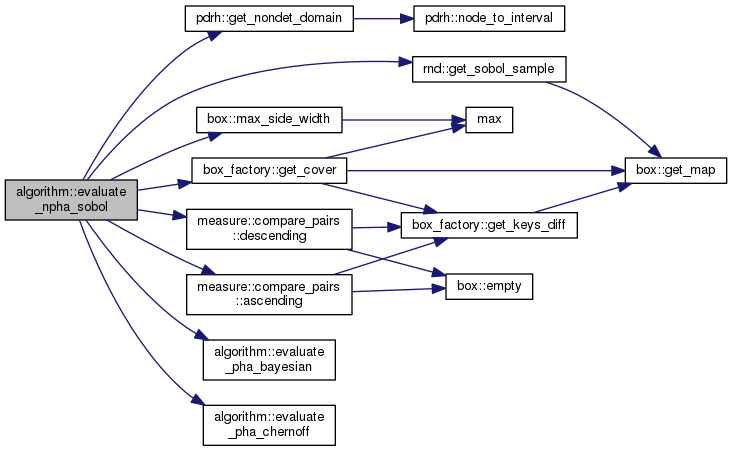 pdrh::get_nondet_domain
pdrh::node_to_interval
rnd::get_sobol_sample
box::max_side_width
max
box_factory::get_cover
box::get_map
algorithm::evaluate
_npha_sobol
measure::compare_pairs
::descending
box_factory::get_keys_diff
measure::compare_pairs
::ascending
box::empty
algorithm::evaluate
_pha_bayesian
algorithm::evaluate
_pha_chernoff